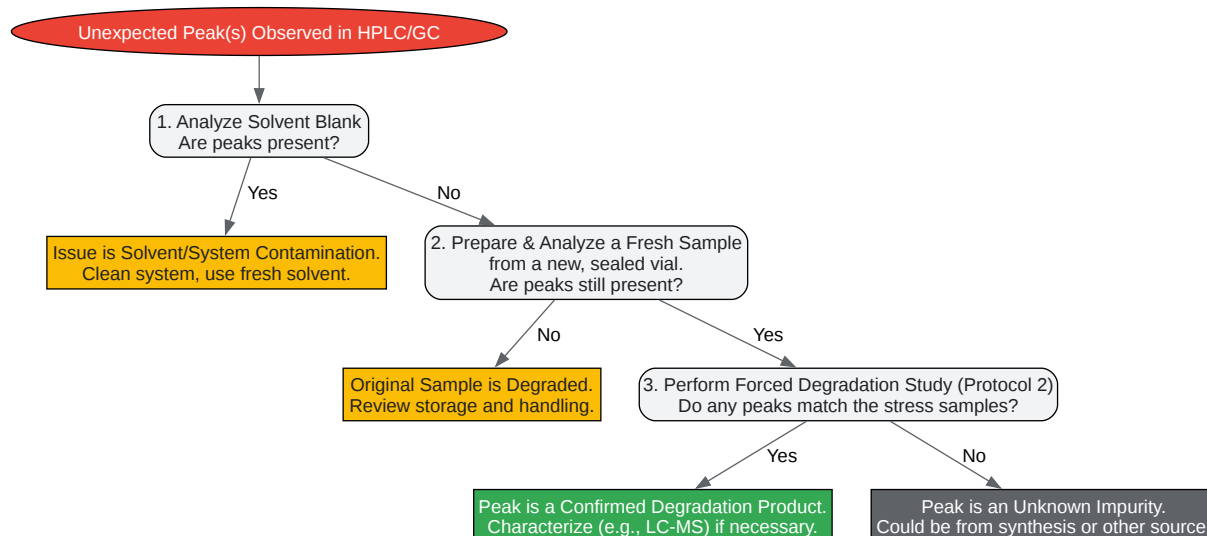 Unexpected Peak(s) Observed in HPLC/GC
1. Analyze Solvent Blank
Are peaks present?
Yes
No
Issue is Solvent/System Contamination.
Clean system, use fresh solvent.
2. Prepare & Analyze a Fresh Sample
from a new, sealed vial.
Are peaks still present?
No
Yes
Original Sample is Degraded.
Review storage and handling.
3. Perform Forced Degradation Study (Protocol 2)
Do any peaks match the stress samples?
Yes
No
Peak is a Confirmed Degradation Product.
Characterize (e.g., LC-MS) if necessary.
Peak is an Unknown Impurity.
Could be from synthesis or other source